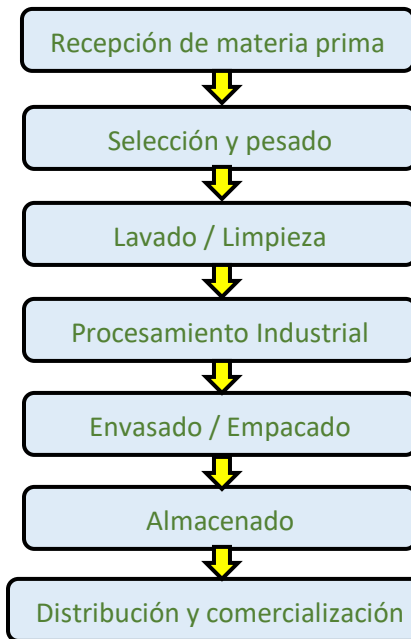 Recepción de materia prima
Selección y pesado
Lavado / Limpieza
Procesamiento Industrial
Envasado / Empacado
Almacenado
Distribución y comercialización